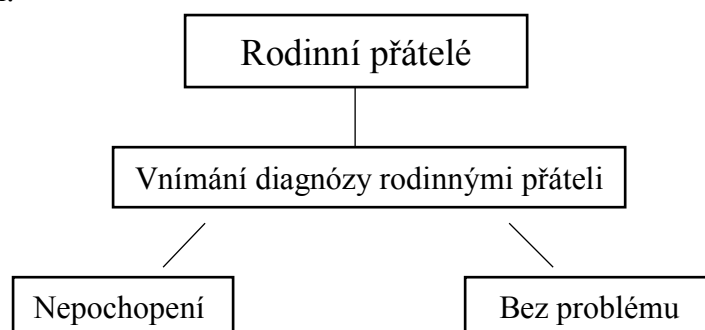 Rodinní přátelé
Vnímání diagnózy rodinnými přáteli
Nepochopení
Bez problému